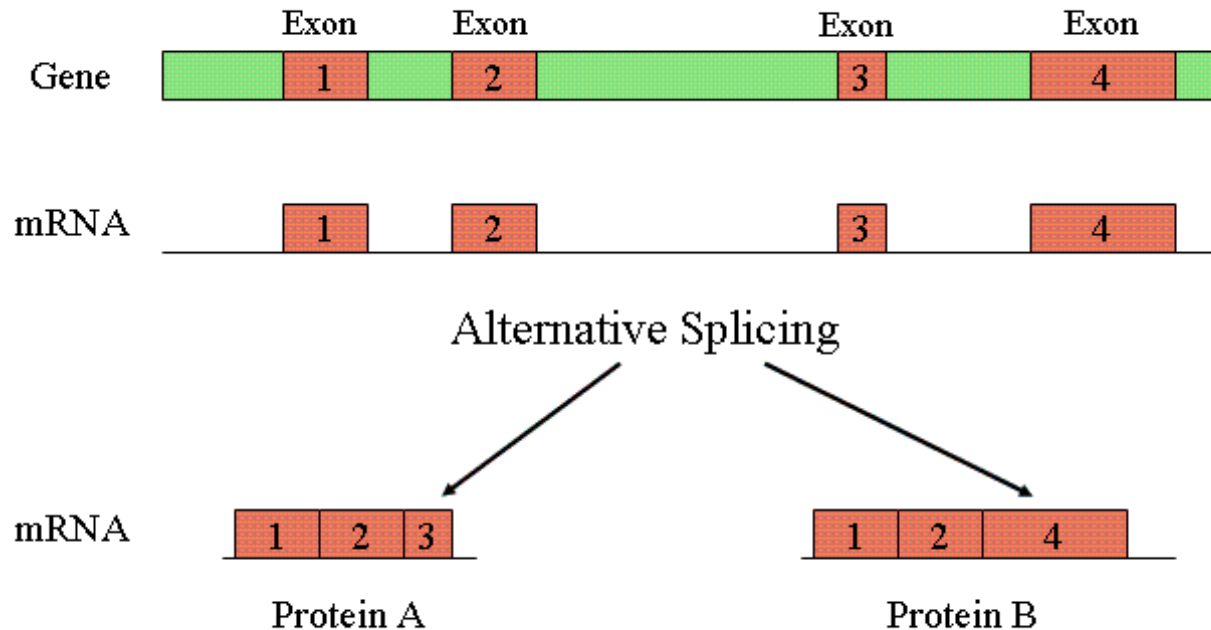 Exon Exon Exon Exon
Gene 1 2 3 4
mRNA 1 2 3 4
Alternative Splicing
mRNA 1 2 3 1 2 4
Protein A Protein B